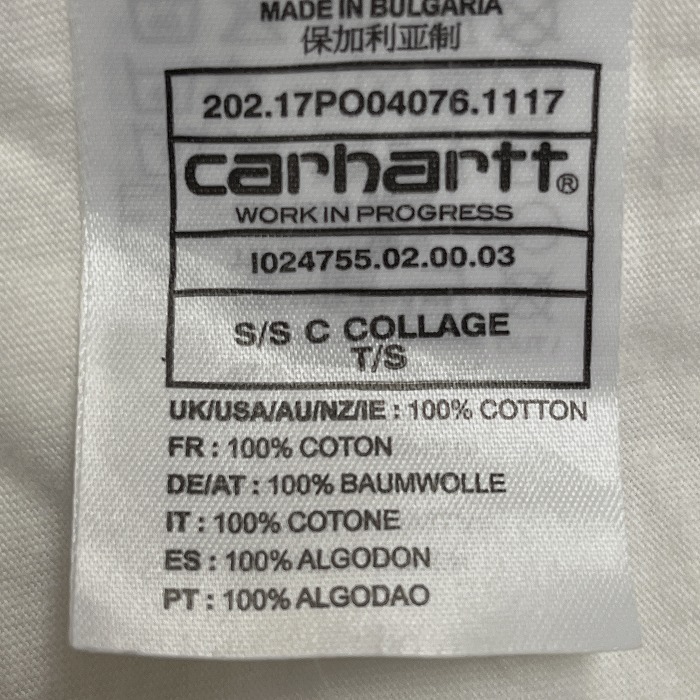 MADE IN BULGARIA
保加利亚制
202.17PO04076.1117
carhartt®
WORK IN PROGRESS
I024755.02.00.03
S/S C COLLAGE
T/S
UK/USA/AU/NZ/IE : 100% COTTON
FR : 100% COTON
DE/AT : 100% BAUMWOLLE
IT : 100% COTONE
ES : 100% ALGODON
PT : 100% ALGODAO